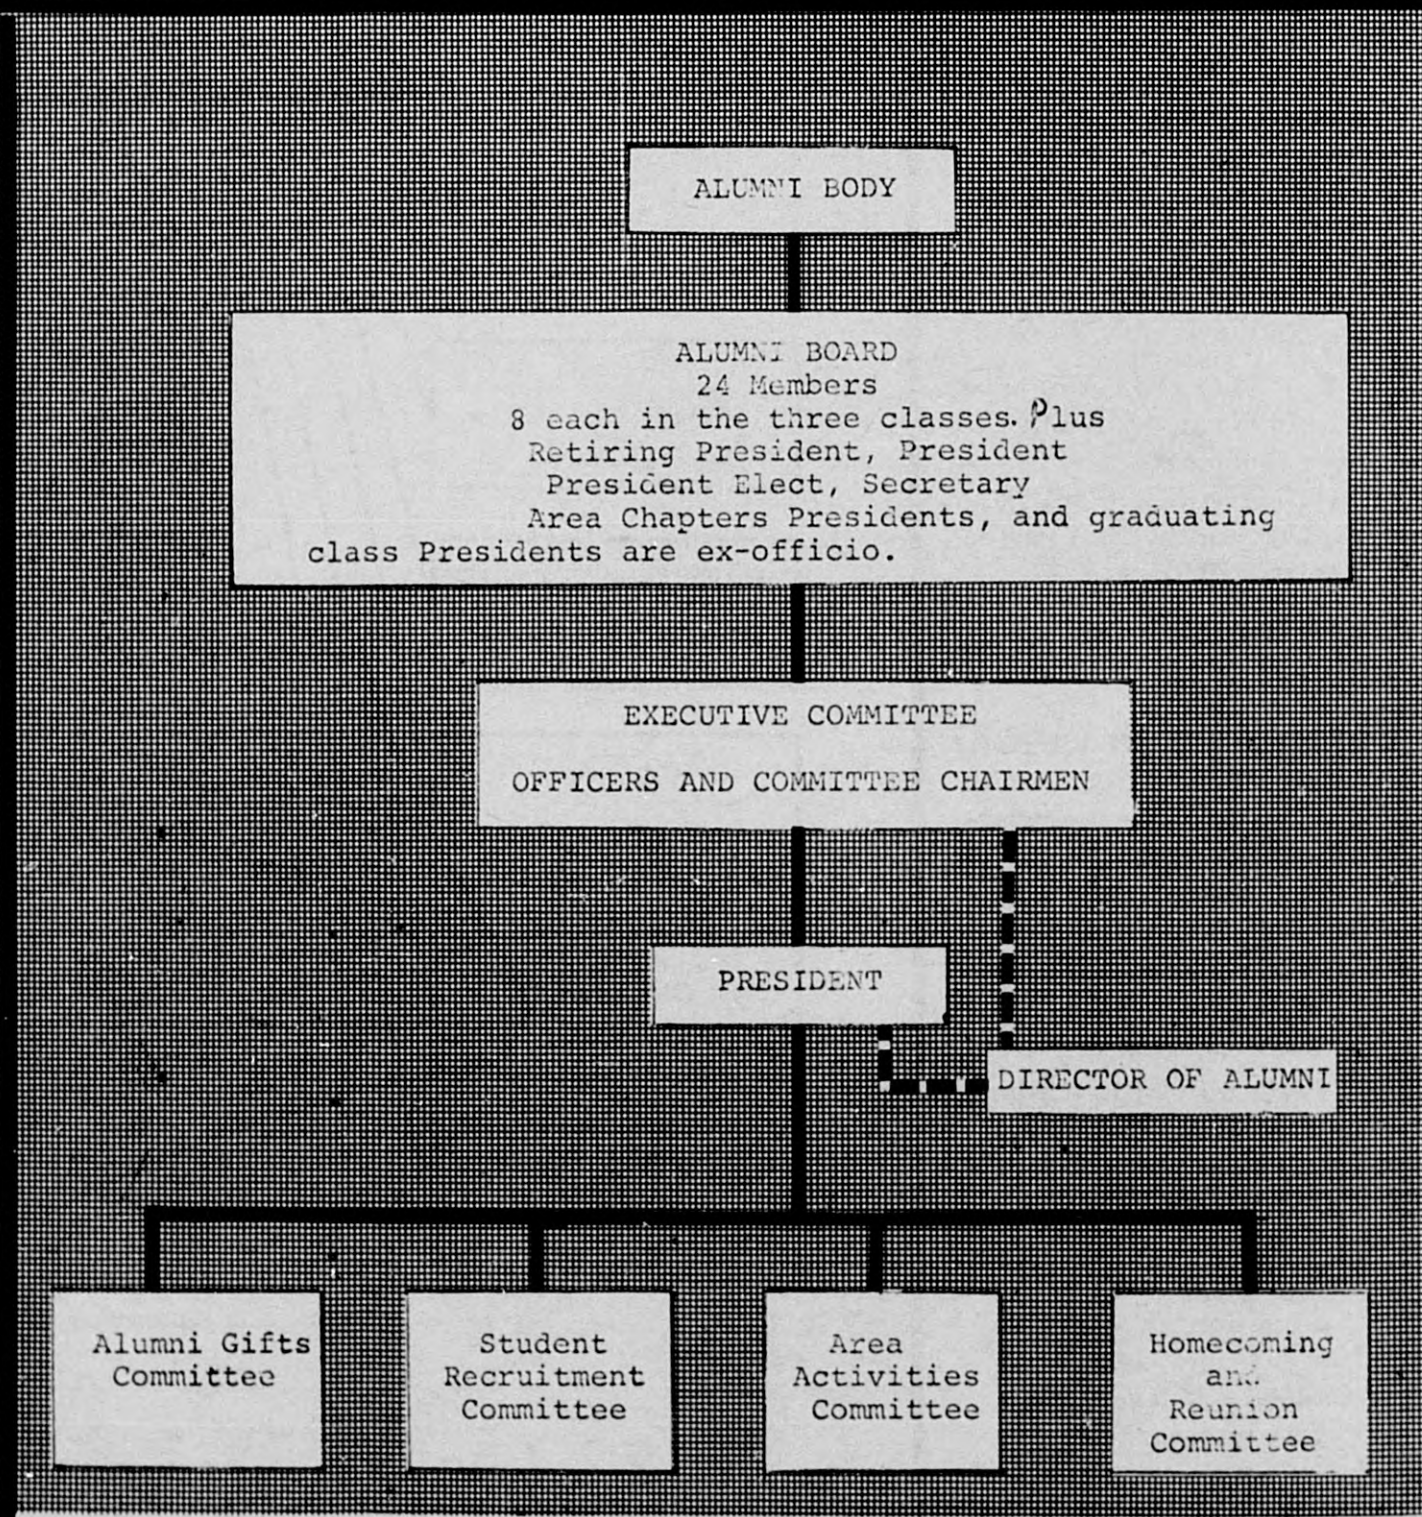 ALUMNI BODY
ALUMNI BOARD
24 Members
8 each in the three classes. Plus
Retiring President, President
President Elect, Secretary
Area Chapters Presidents, and graduating
class Presidents are ex-officio.
EXECUTIVE COMMITTEE
OFFICERS AND COMMITTEE CHAIRMEN
PRESIDENT
DIRECTOR OF ALUMNI
Alumni Gifts
Committee
Student
Recruitment
Committee
Area
Activities
Committee
Homecoming
and
Reunion
Committee